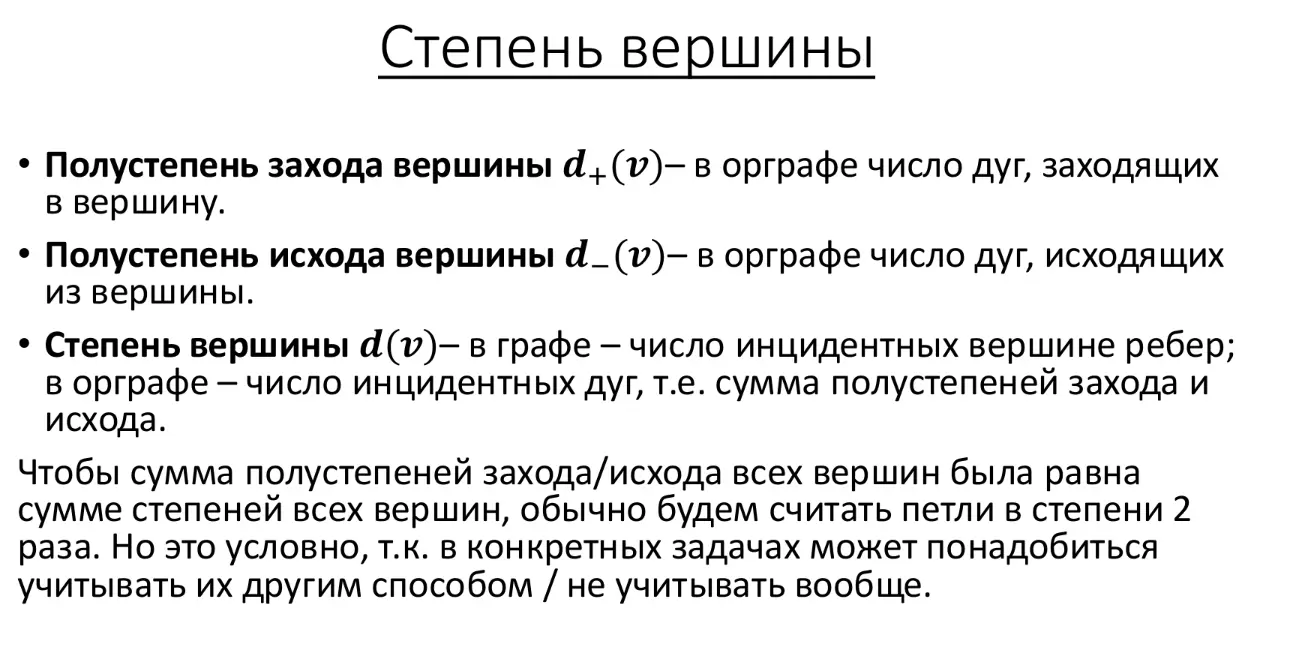 Степень вершины
• Полустепень захода вершины d₊(v)– в орграфе число дуг, заходящих
в вершину.
• Полустепень исхода вершины d₋(v)– в орграфе число дуг, исходящих
из вершины.
• Степень вершины d(v)– в графе – число инцидентных вершине ребер;
в орграфе – число инцидентных дуг, т.е. сумма полустепеней захода и
исхода.
Чтобы сумма полустепеней захода/исхода всех вершин была равна
сумме степеней всех вершин, обычно будем считать петли в степени 2
раза. Но это условно, т.к. в конкретных задачах может понадобиться
учитывать их другим способом / не учитывать вообще.